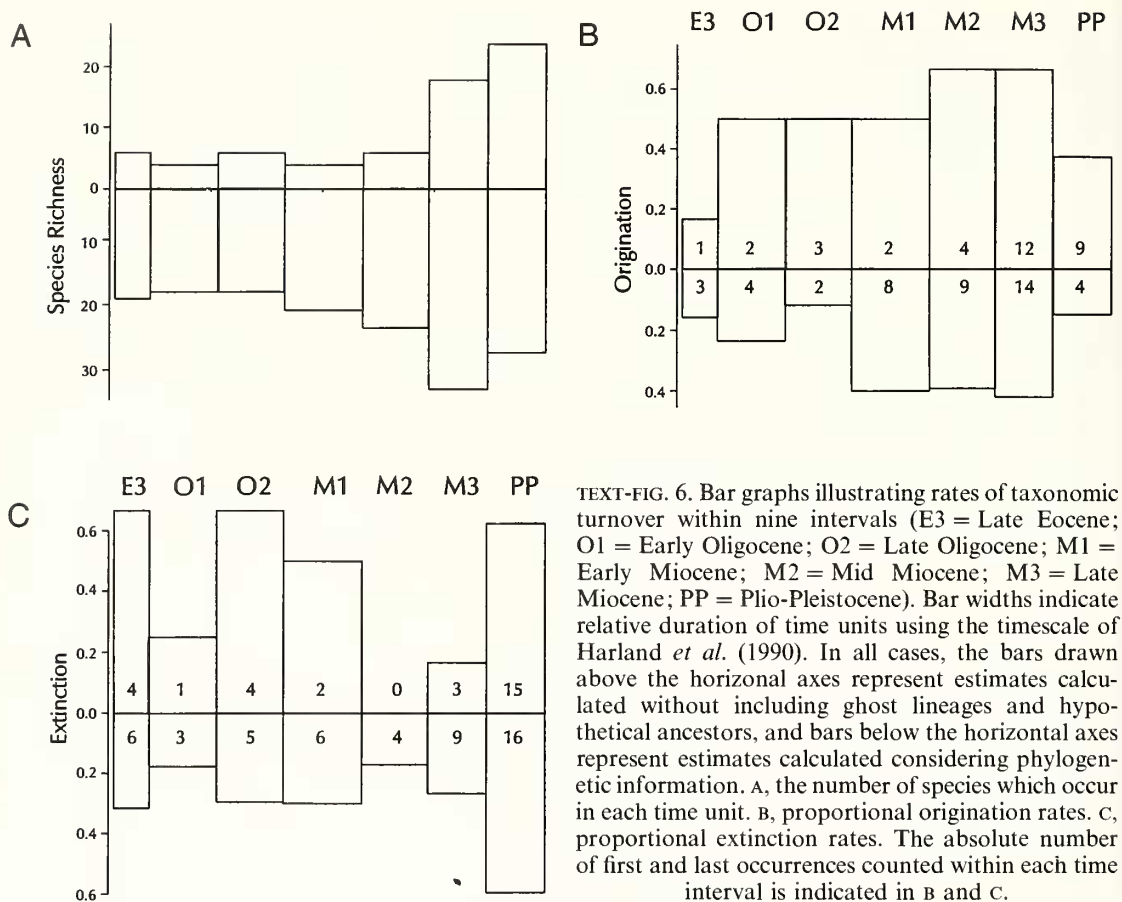 A
20
10
0
10
20
30
Species Richness
B
E3 O1 O2 M1 M2 M3 PP
0.6
0.4
0.2
0.0
0.2
0.4
Origination
1 2 3 2 4 12 9
3 4 2 8 9 14 4
C
E3 O1 O2 M1 M2 M3 PP
0.6
0.4
0.2
0.0
0.2
0.4
0.6
Extinction
4 1 4 2 0 3 15
6 3 5 6 4 9 16
TEXT-FIG. 6. Bar graphs illustrating rates of taxonomic
turnover within nine intervals (E3 = Late Eocene;
O1 = Early Oligocene; O2 = Late Oligocene; M1 =
Early Miocene; M2 = Mid Miocene; M3 = Late
Miocene; PP = Plio-Pleistocene). Bar widths indicate
relative duration of time units using the timescale of
Harland et al. (1990). In all cases, the bars drawn
above the horizonal axes represent estimates calcu-
lated without including ghost lineages and hypo-
thetical ancestors, and bars below the horizontal axes
represent estimates calculated considering phylogen-
etic information. A, the number of species which occur
in each time unit. B, proportional origination rates. C,
proportional extinction rates. The absolute number
of first and last occurrences counted within each time
interval is indicated in B and C.